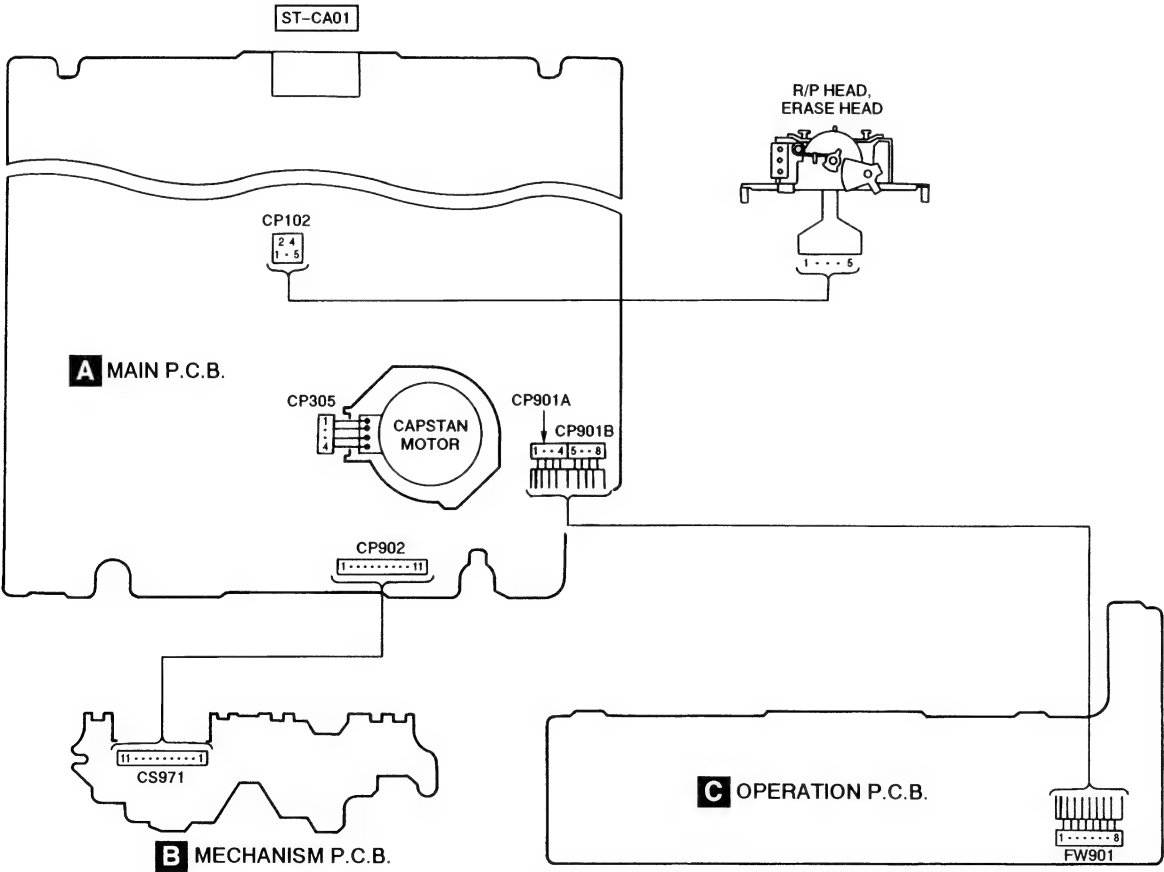 ST-CA01
R/P HEAD,
ERASE HEAD
CP102
2 4
1 - 5
1 - - - 5
A MAIN P.C.B.
CP305
1
-
-
4
CAPSTAN
MOTOR
CP901A
CP901B
1 - - 4 5 - - 8
CP902
1 - - - - - - - - - 11
11 - - - - - - - - - 1
CS971
B MECHANISM P.C.B.
C OPERATION P.C.B.
1 - - - - - - 8
FW901